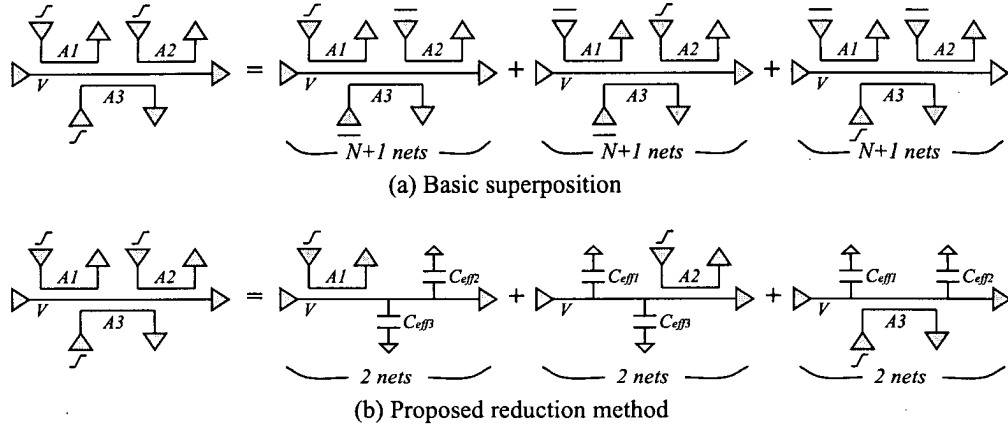 A1 A2 = A1 A2 + A1 A2 + A1 A2
V A3 V A3 V A3 V A3
N+1 nets N+1 nets N+1 nets
(a) Basic superposition
A1 A2 = A1 Ceff2 + Ceff1 A2 + Ceff1 Ceff2
V A3 V Ceff3 V Ceff3 V A3
2 nets 2 nets 2 nets
(b) Proposed reduction method